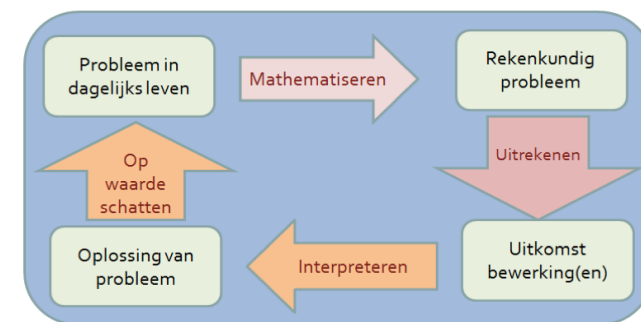 Probleem in
dagelijks leven
Mathematiseren
Rekenkundig
probleem
Uitrekenen
Uitkomst
bewerking(en)
Interpreteren
Oplossing van
probleem
Op
waarde
schatten